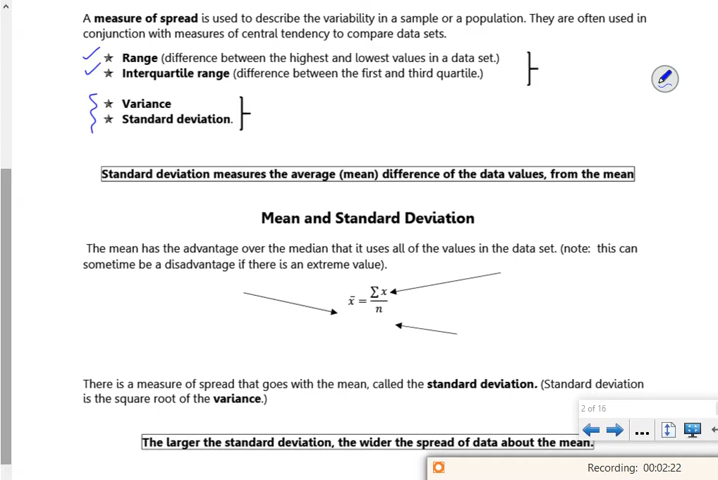 A measure of spread is used to describe the variability in a sample or a population. They are often used in
conjunction with measures of central tendency to compare data sets.
★ Range (difference between the highest and lowest values in a data set.)
★ Interquartile range (difference between the first and third quartile.)
★ Variance
★ Standard deviation.
Standard deviation measures the average (mean) difference of the data values, from the mean
Mean and Standard Deviation
The mean has the advantage over the median that it uses all of the values in the data set. (note: this can
sometime be a disadvantage if there is an extreme value).
x̄ = ∑x / n
There is a measure of spread that goes with the mean, called the standard deviation. (Standard deviation
is the square root of the variance.)
2 of 16
The larger the standard deviation, the wider the spread of data about the mean.
Recording: 00:02:22